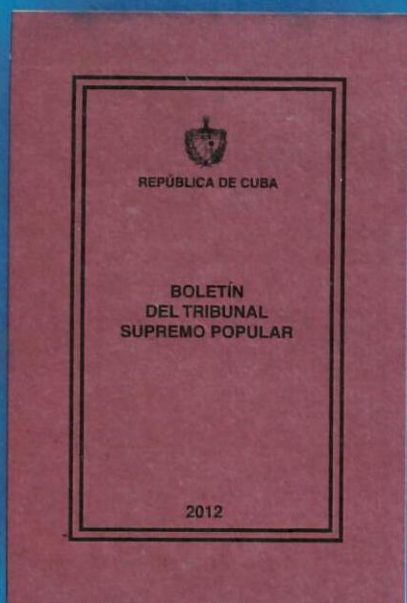 REPÚBLICA DE CUBA
BOLETÍN
DEL TRIBUNAL
SUPREMO POPULAR
2012